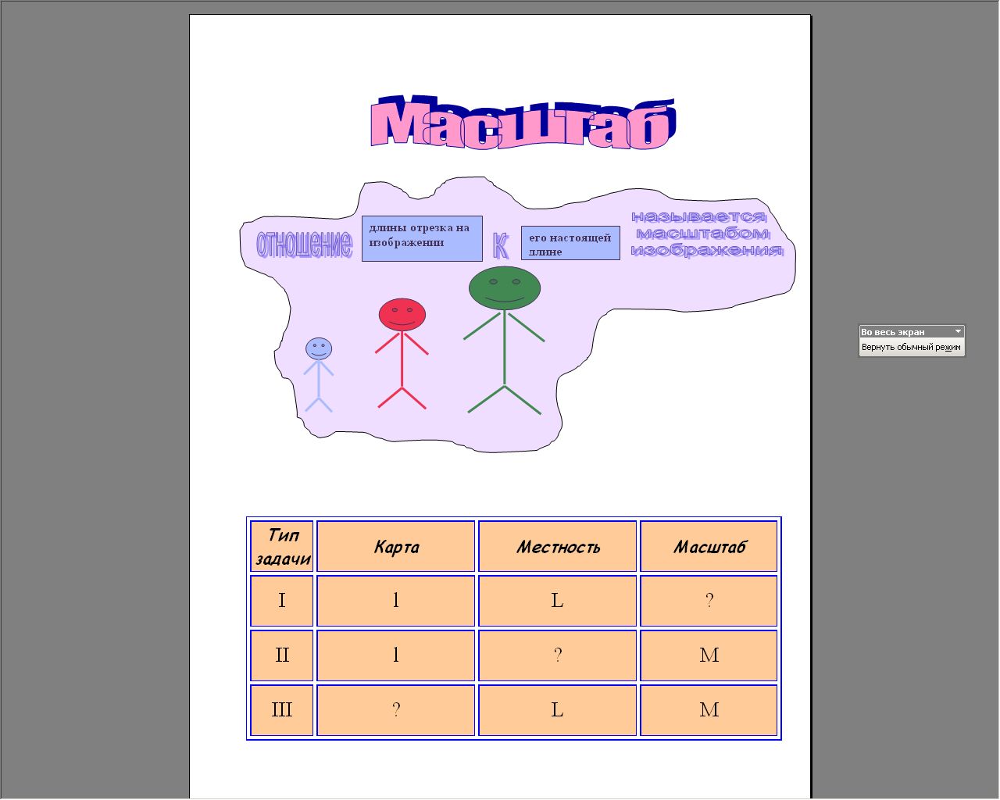 Масштаб
отношение
длины отрезка на
изображении
к
его настоящей
длине
называется
масштабом
изображения
Во весь экран
Вернуть обычный режим
Тип задачи Карта Местность Масштаб
I l L ?
II l ? M
III ? L M